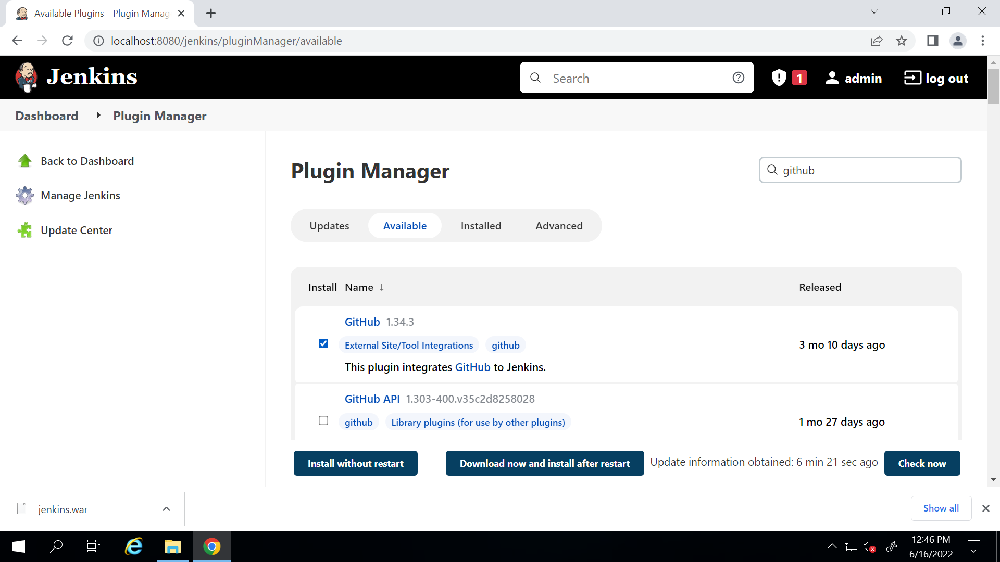 Available Plugins - Plugin Manag
localhost:8080/jenkins/pluginManager/available
Jenkins
Search
1
admin
log out
Dashboard
Plugin Manager
Back to Dashboard
Manage Jenkins
Update Center
Plugin Manager
github
Updates
Available
Installed
Advanced
Install Name ↓ Released
GitHub 1.34.3
External Site/Tool Integrations github
3 mo 10 days ago
This plugin integrates GitHub to Jenkins.
GitHub API 1.303-400.v35c2d8258028
github Library plugins (for use by other plugins)
1 mo 27 days ago
Install without restart
Download now and install after restart
Update information obtained: 6 min 21 sec ago
Check now
jenkins.war
Show all
12:46 PM
6/16/2022